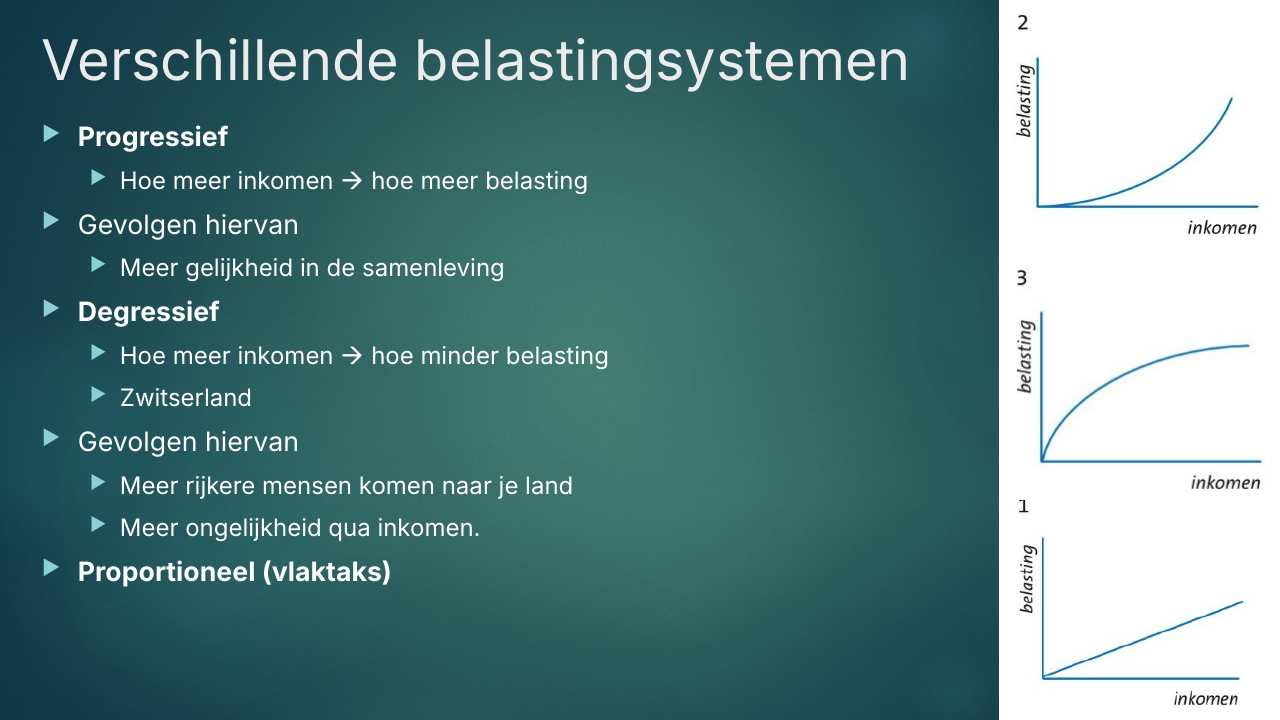 Verschillende belastingsystemen
Progressief
Hoe meer inkomen → hoe meer belasting
Gevolgen hiervan
Meer gelijkheid in de samenleving
Degressief
Hoe meer inkomen → hoe minder belasting
Zwitserland
Gevolgen hiervan
Meer rijkere mensen komen naar je land
Meer ongelijkheid qua inkomen.
Proportioneel (vlaktaks)
2
belasting
inkomen
3
belasting
inkomen
1
belasting
inkomen